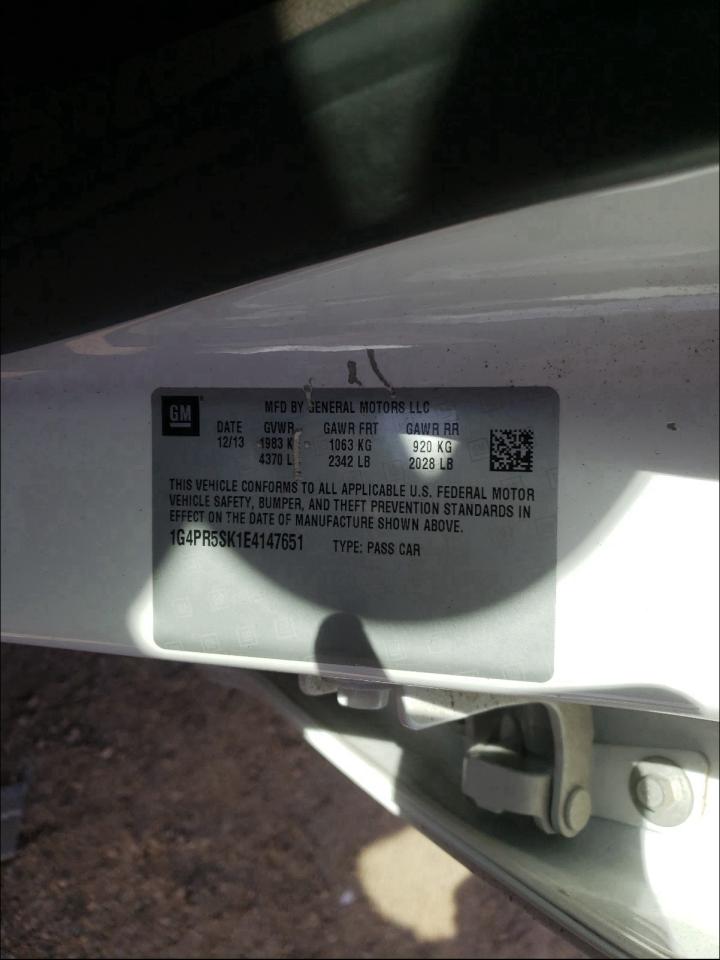 GM
MFD BY GENERAL MOTORS LLC
DATE GVWR GAWR FRT GAWR RR
12/13 1983 K 1063 KG 920 KG
4370 L 2342 LB 2028 LB
THIS VEHICLE CONFORMS TO ALL APPLICABLE U.S. FEDERAL MOTOR
VEHICLE SAFETY, BUMPER, AND THEFT PREVENTION STANDARDS IN
EFFECT ON THE DATE OF MANUFACTURE SHOWN ABOVE.
1G4PR5SK1E4147651 TYPE: PASS CAR